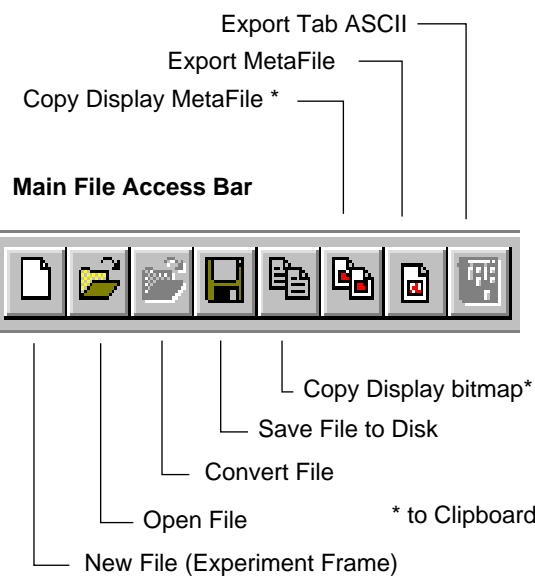 Export Tab ASCII
Export MetaFile
Copy Display MetaFile *
Main File Access Bar
Copy Display bitmap*
Save File to Disk
Convert File
Open File
* to Clipboard
New File (Experiment Frame)